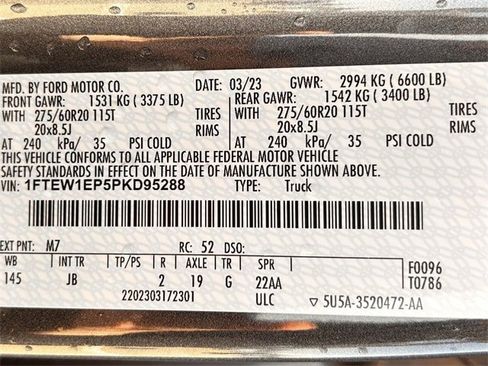 MFD. BY FORD MOTOR CO. DATE: 03/23 GVWR: 2994 KG ( 6600 LB)
FRONT GAWR: 1531 KG ( 3375 LB) REAR GAWR: 1542 KG ( 3400 LB)
WITH 275/60R20 115T TIRES WITH 275/60R20 115T TIRES
20x8.5J RIMS 20x8.5J RIMS
AT 240 kPa/ 35 PSI COLD AT 240 kPa/ 35 PSI COLD
THIS VEHICLE CONFORMS TO ALL APPLICABLE FEDERAL MOTOR VEHICLE
SAFETY STANDARDS IN EFFECT ON THE DATE OF MANUFACTURE SHOWN ABOVE.
VIN: 1FTEW1EP5PKD95288 TYPE: Truck
EXT PNT: M7 RC: 52 DSO:
WB INT TR TP/PS R AXLE TR SPR F0096
145 JB 2 19 G 22AA T0786
2202303172301 ULC ▽ 5U5A-3520472-AA